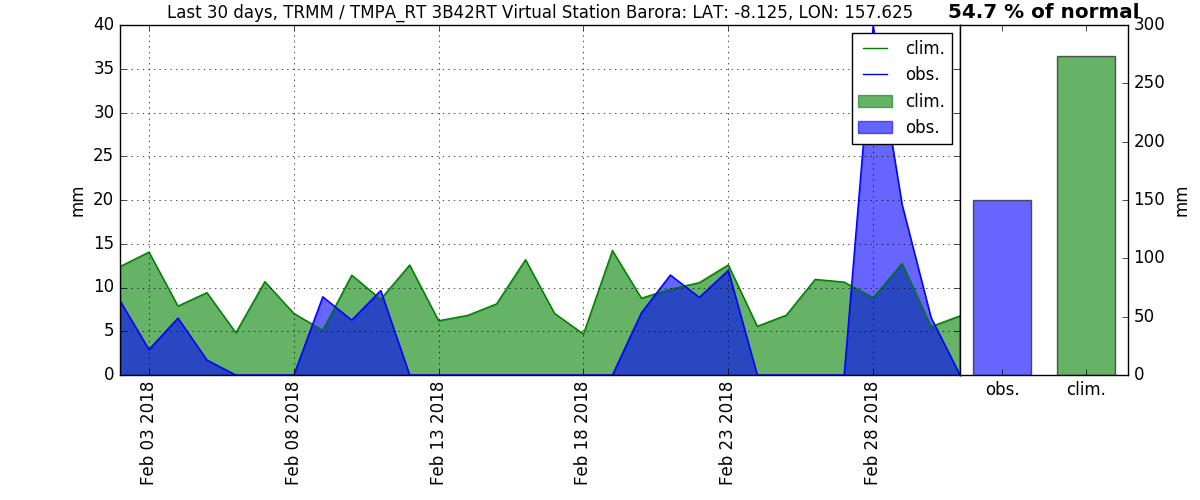 Last 30 days, TRMM / TMPA_RT 3B42RT Virtual Station Barora: LAT: -8.125, LON: 157.625
54.7 % of normal
40
35
30
25
20
15
10
5
0
mm
clim.
obs.
clim.
obs.
Feb 03 2018
Feb 08 2018
Feb 13 2018
Feb 18 2018
Feb 23 2018
Feb 28 2018
300
250
200
150
100
50
0
mm
obs.
clim.